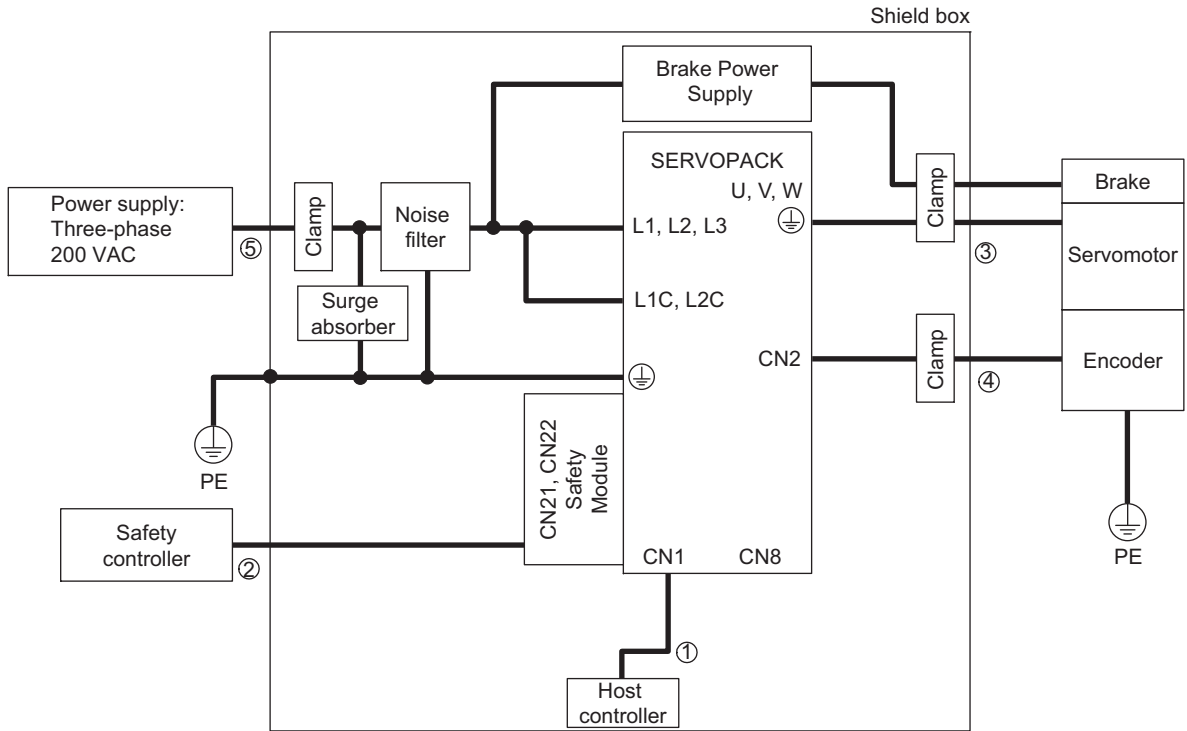 Shield box
Brake Power
Supply
SERVOPACK
U, V, W
Clamp
Brake
Power supply:
Three-phase
200 VAC
⑤
Clamp
Noise
filter
L1, L2, L3
③
Servomotor
Surge
absorber
L1C, L2C
CN2
Clamp
④
Encoder
PE
CN21, CN22
Safety
Module
Safety
controller
②
CN1
CN8
PE
①
Host
controller